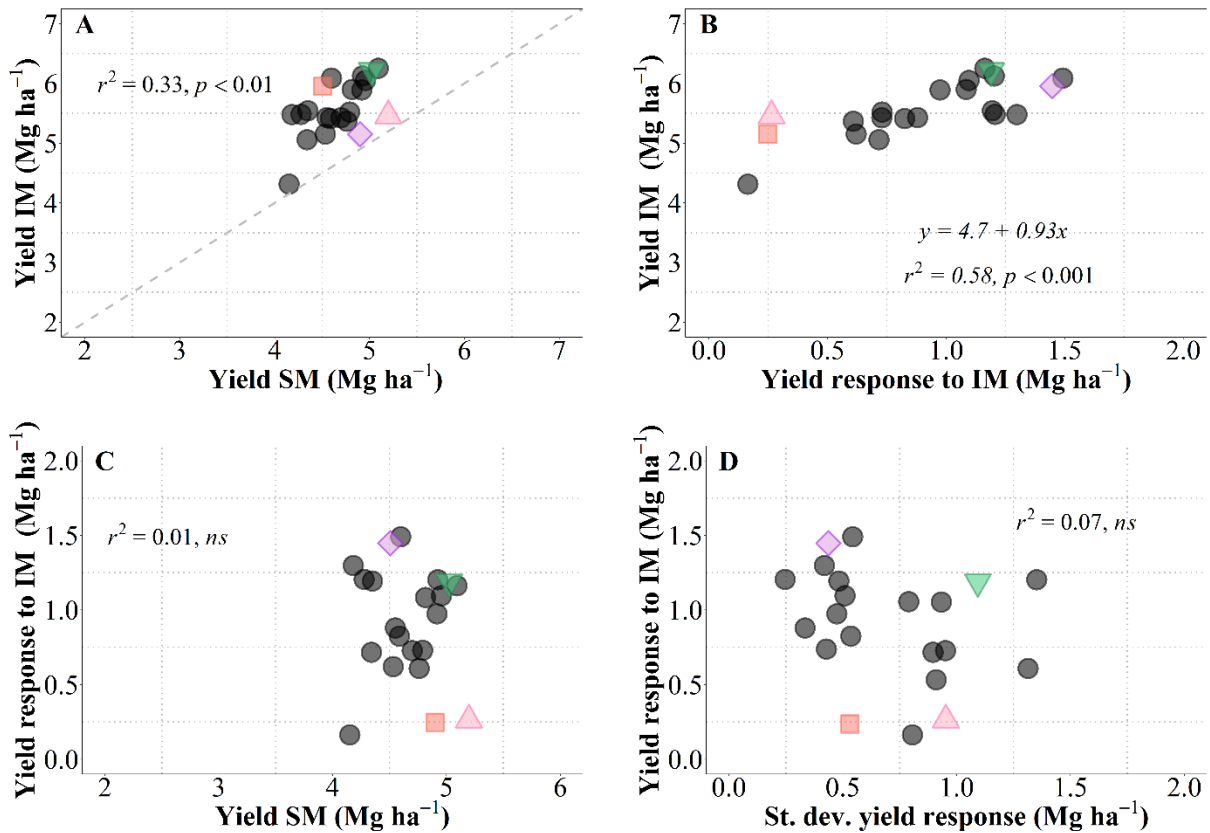 A
r² = 0.33, p < 0.01
Yield IM (Mg ha⁻¹)
7
6
5
4
3
2
2 3 4 5 6 7
Yield SM (Mg ha⁻¹)
B
y = 4.7 + 0.93x
r² = 0.58, p < 0.001
Yield IM (Mg ha⁻¹)
7
6
5
4
3
2
0.0 0.5 1.0 1.5 2.0
Yield response to IM (Mg ha⁻¹)
C
r² = 0.01, ns
Yield response to IM (Mg ha⁻¹)
2.0
1.5
1.0
0.5
0.0
2 3 4 5 6
Yield SM (Mg ha⁻¹)
D
r² = 0.07, ns
Yield response to IM (Mg ha⁻¹)
2.0
1.5
1.0
0.5
0.0
0.0 0.5 1.0 1.5 2.0
St. dev. yield response (Mg ha⁻¹)